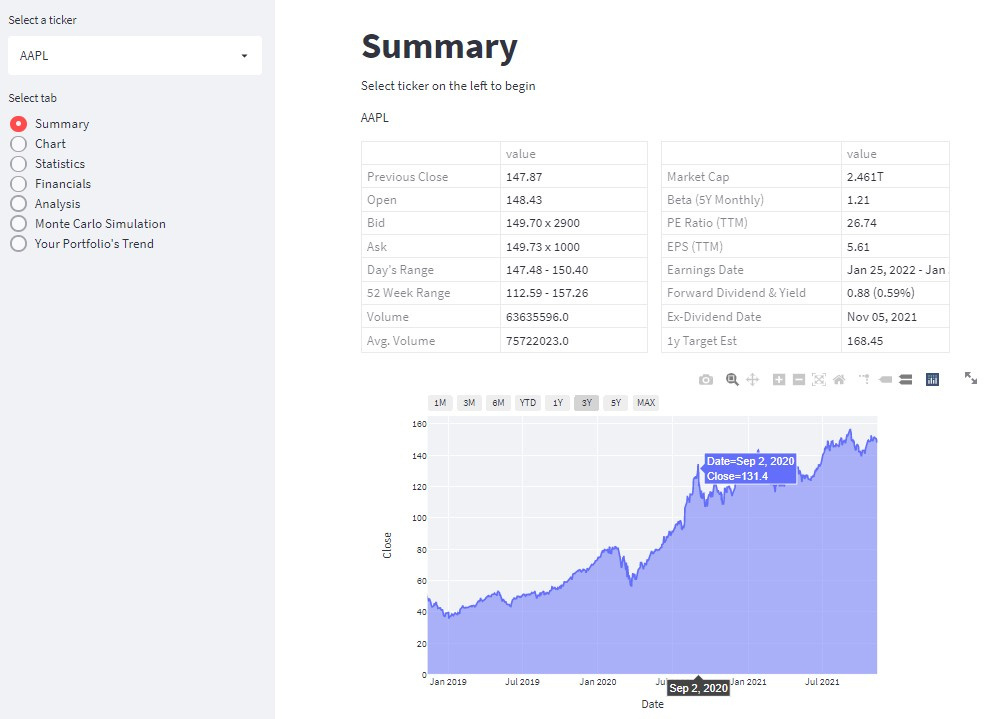 Select a ticker
AAPL
Select tab
Summary
Chart
Statistics
Financials
Analysis
Monte Carlo Simulation
Your Portfolio's Trend
Summary
Select ticker on the left to begin
AAPL
value
Previous Close 147.87
Open 148.43
Bid 149.70 x 2900
Ask 149.73 x 1000
Day's Range 147.48 - 150.40
52 Week Range 112.59 - 157.26
Volume 63635596.0
Avg. Volume 75722023.0
value
Market Cap 2.461T
Beta (5Y Monthly) 1.21
PE Ratio (TTM) 26.74
EPS (TTM) 5.61
Earnings Date Jan 25, 2022 - Jan
Forward Dividend & Yield 0.88 (0.59%)
Ex-Dividend Date Nov 05, 2021
1y Target Est 168.45
1M 3M 6M YTD 1Y 3Y 5Y MAX
160
140
120
100
80
60
40
20
0
Close
Date=Sep 2, 2020
Close=131.4
Jan 2019 Jul 2019 Jan 2020 Ju Jan 2021 Jul 2021
Sep 2, 2020
Date